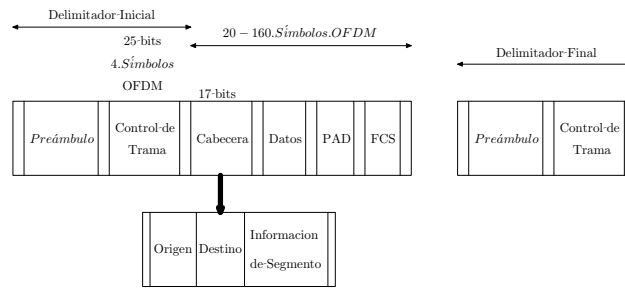 Delimitador-Inicial
25-bits
4.Símbolos
OFDM
20-160.Símbolos.OFDM
17-bits
Delimitador-Final
Preámbulo
Control-de
Trama
Cabecera
Datos
PAD
FCS
Preámbulo
Control-de
Trama
Origen
Destino
Informacion
de-Segmento